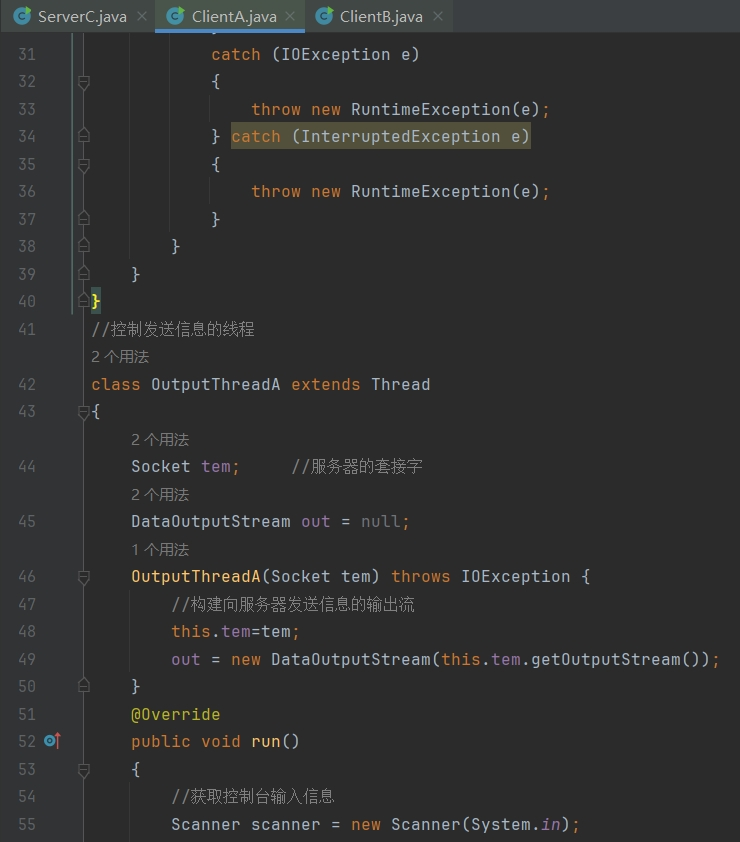 ServerC.java ClientA.java ClientB.java
31 catch (IOException e)
32 {
33 throw new RuntimeException(e);
34 } catch (InterruptedException e)
35 {
36 throw new RuntimeException(e);
37 }
38 }
39 }
40 }
41 //控制发送信息的线程
2 个用法
42 class OutputThreadA extends Thread
43 {
2 个用法
44 Socket tem; //服务器的套接字
2 个用法
45 DataOutputStream out = null;
1 个用法
46 OutputThreadA(Socket tem) throws IOException {
47 //构建向服务器发送信息的输出流
48 this.tem=tem;
49 out = new DataOutputStream(this.tem.getOutputStream());
50 }
51 @Override
52 public void run()
53 {
54 //获取控制台输入信息
55 Scanner scanner = new Scanner(System.in);